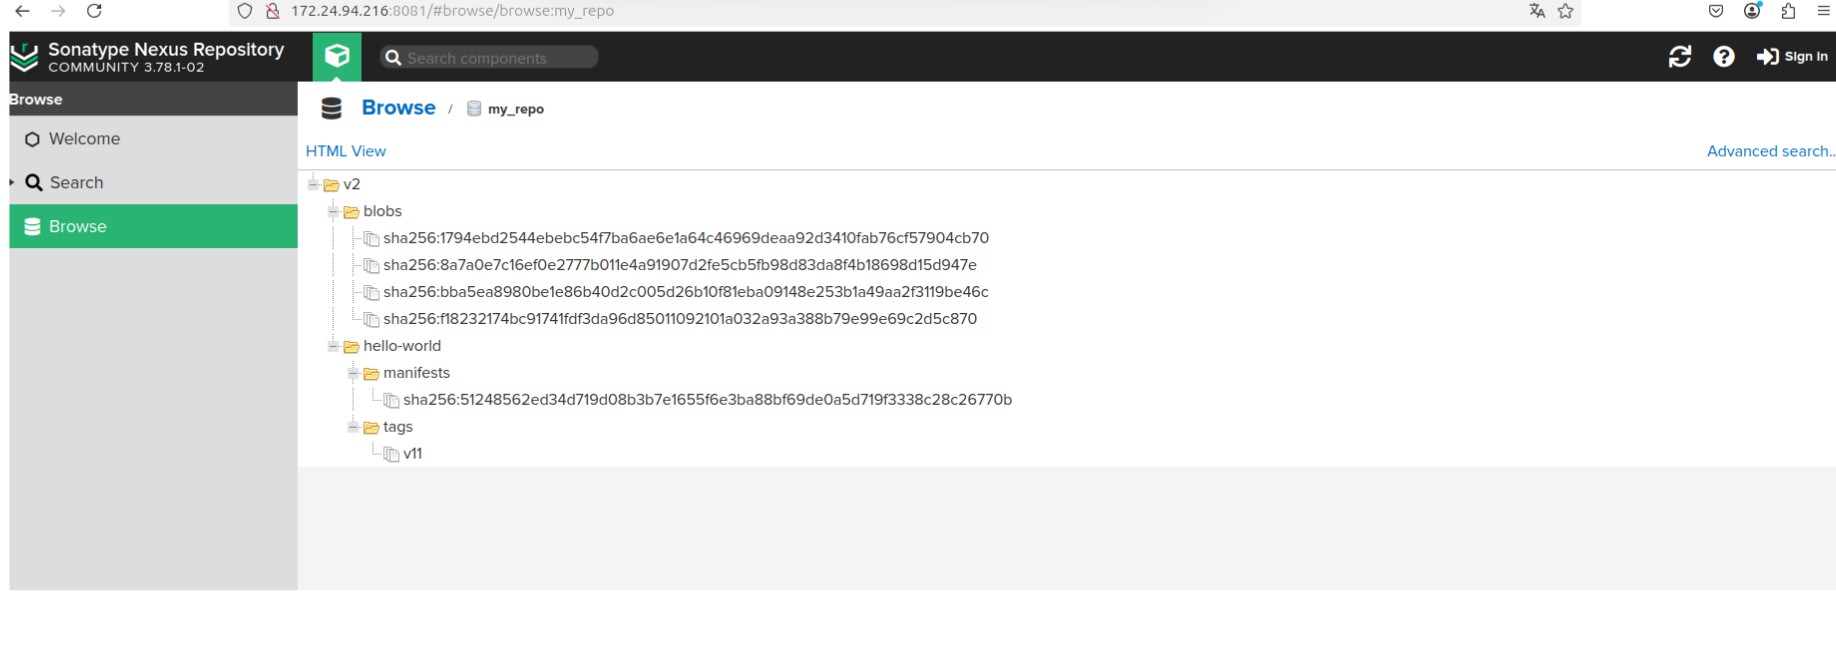 172.24.94.216:8081/#browse/browse:my_repo
Sonatype Nexus Repository
COMMUNITY 3.78.1-02
Search components
Sign in
Browse
Welcome
Search
Browse
Browse / my_repo
HTML View
Advanced search..
v2
blobs
sha256:1794ebd2544ebebc54f7ba6ae6e1a64c46969deaa92d3410fab76cf57904cb70
sha256:8a7a0e7c16ef0e2777b011e4a91907d2fe5cb5fb98d83da8f4b18698d15d947e
sha256:bba5ea8980be1e86b40d2c005d26b10f81eba09148e253b1a49aa2f3119be46c
sha256:f18232174bc91741fdf3da96d85011092101a032a93a388b79e99e69c2d5c870
hello-world
manifests
sha256:51248562ed34d719d08b3b7e1655f6e3ba88bf69de0a5d719f3338c28c26770b
tags
v11